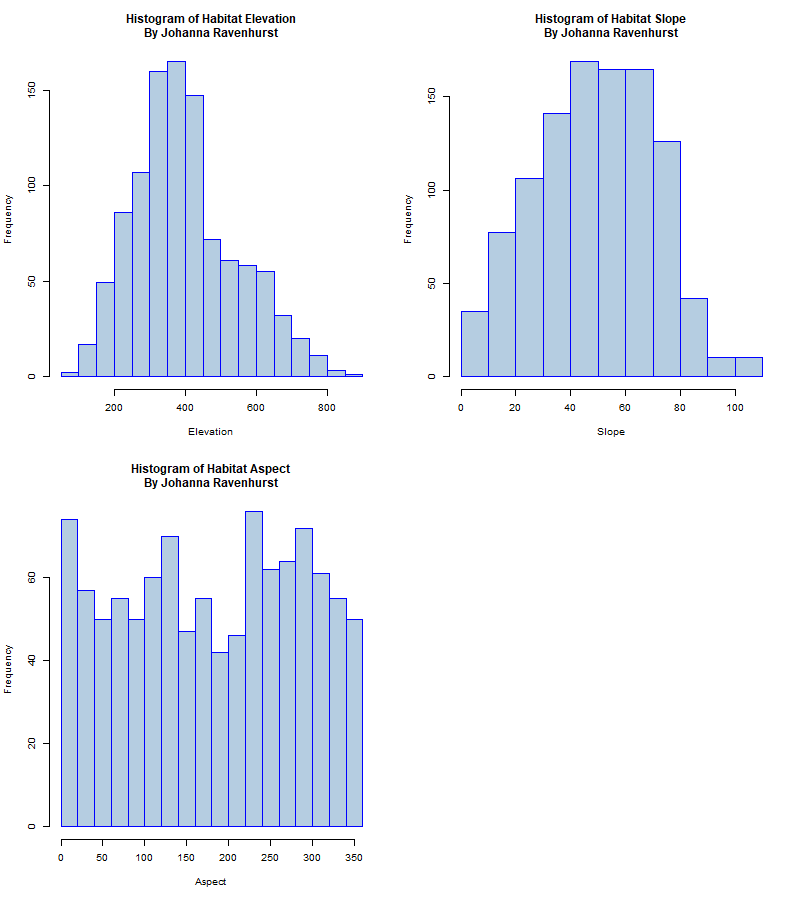 Histogram of Habitat Elevation
By Johanna Ravenhurst
Frequency
0
50
100
150
200
400
600
800
Elevation
Histogram of Habitat Slope
By Johanna Ravenhurst
Frequency
0
50
100
150
0
20
40
60
80
100
Slope
Histogram of Habitat Aspect
By Johanna Ravenhurst
Frequency
0
20
40
60
0
50
100
150
200
250
300
350
Aspect